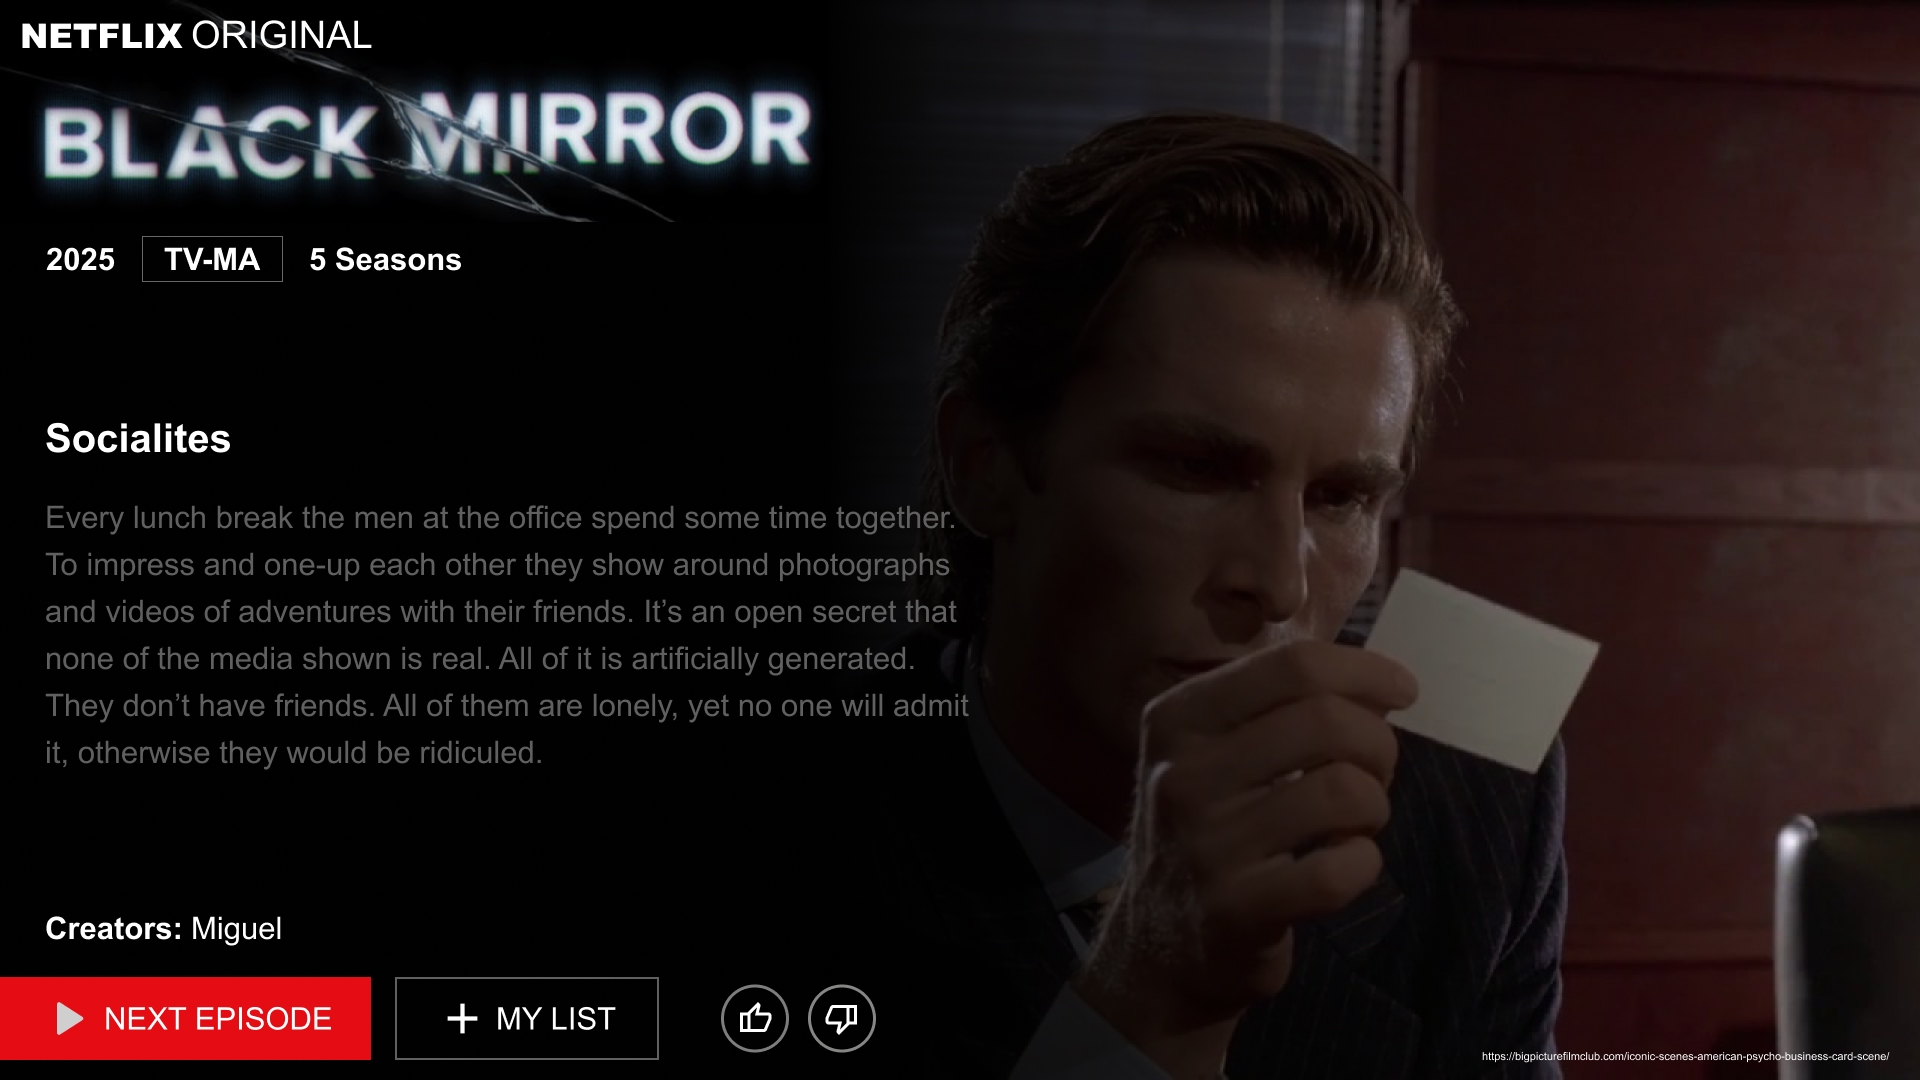 NETFLIX ORIGINAL
BLACK MIRROR
2025 TV-MA 5 Seasons
Socialites
Every lunch break the men at the office spend some time together.
To impress and one-up each other they show around photographs
and videos of adventures with their friends. It’s an open secret that
none of the media shown is real. All of it is artificially generated.
They don’t have friends. All of them are lonely, yet no one will admit
it, otherwise they would be ridiculed.
Creators: Miguel
NEXT EPISODE MY LIST
https://bigpicturefilmclub.com/iconic-scenes-american-psycho-business-card-scene/